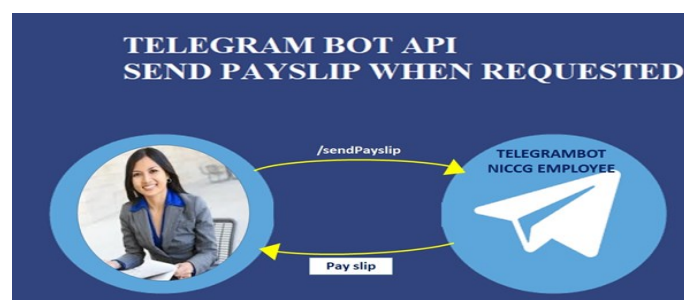 TELEGRAM BOT API
SEND PAYSLIP WHEN REQUESTED
/sendPayslip
TELEGRAMBOT
NICCG EMPLOYEE
Pay slip